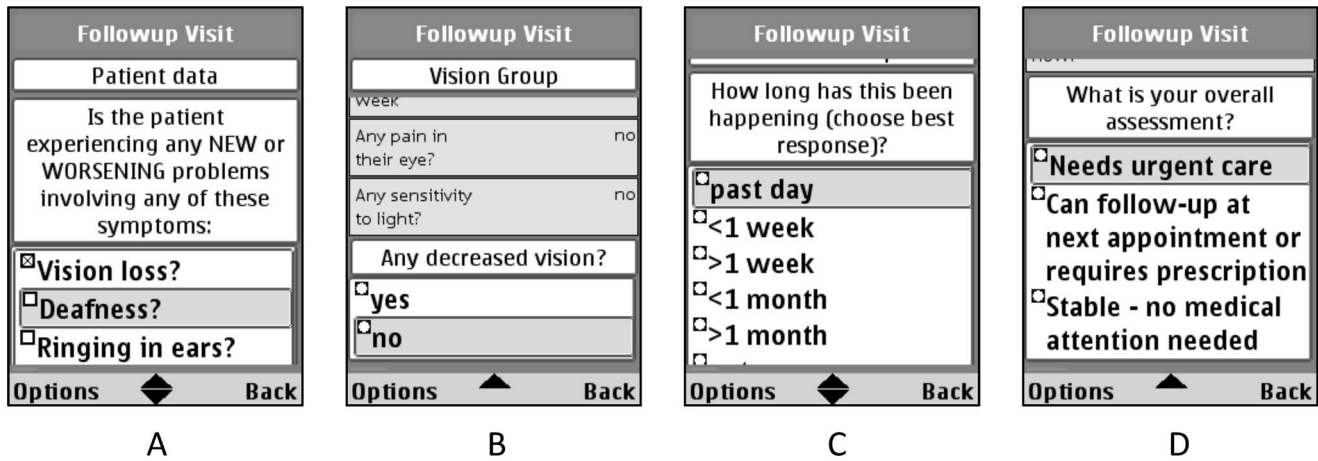 Followup Visit
Patient data
Is the patient
experiencing any NEW or
WORSENING problems
involving any of these
symptoms:
Vision loss?
Deafness?
Ringing in ears?
Options
Back
A
Followup Visit
Vision Group
week
Any pain in
their eye?
no
Any sensitivity
to light?
no
Any decreased vision?
yes
no
Options
Back
B
Followup Visit
How long has this been
happening (choose best
response)?
past day
<1 week
>1 week
<1 month
>1 month
Options
Back
C
Followup Visit
What is your overall
assessment?
Needs urgent care
Can follow-up at
next appointment or
requires prescription
Stable - no medical
attention needed
Options
Back
D